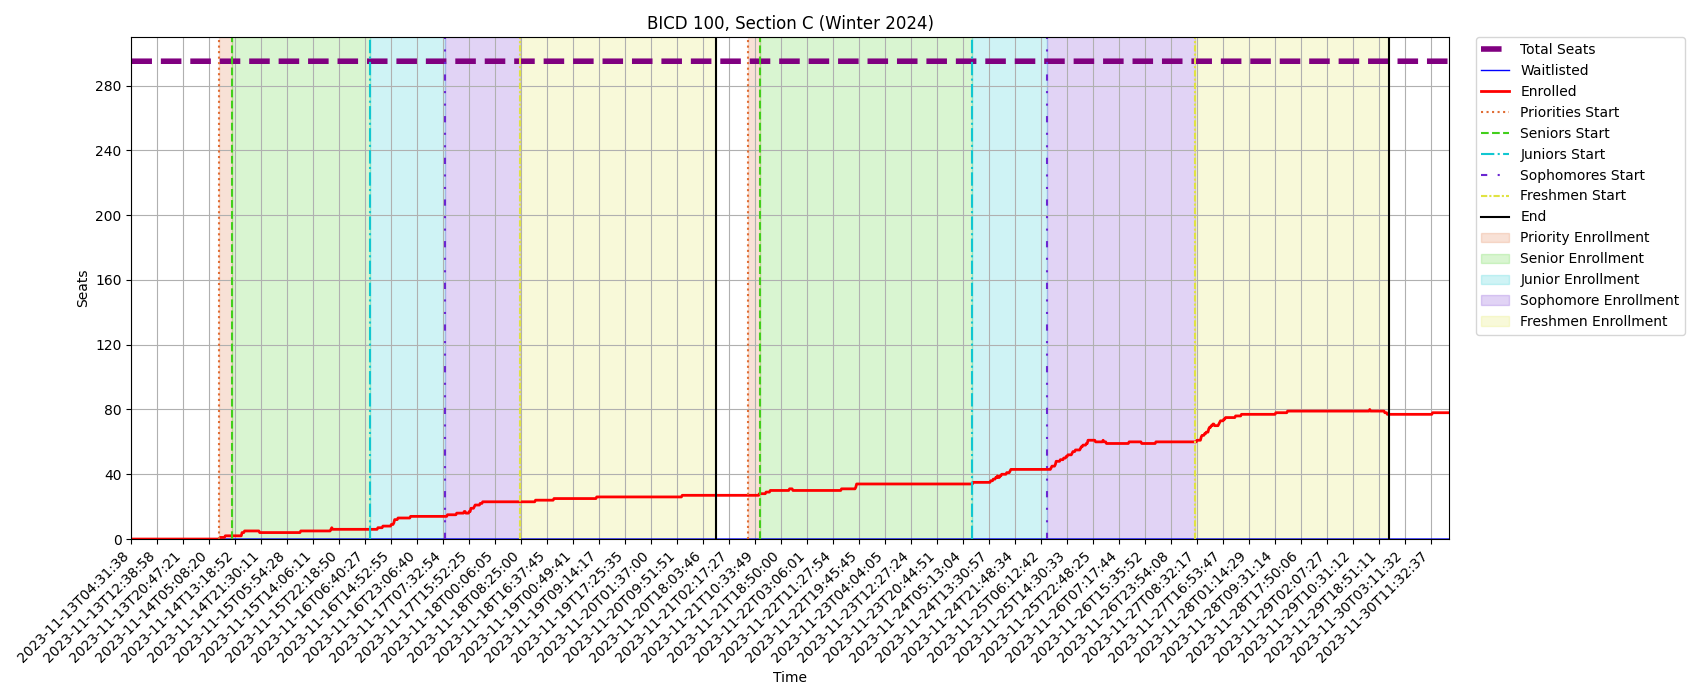 BICD 100, Section C (Winter 2024)
Seats
280
240
200
160
120
80
40
0
2023-11-13T04:31:38
2023-11-13T12:38:58
2023-11-13T20:47:21
2023-11-14T05:08:20
2023-11-14T13:18:52
2023-11-14T21:30:11
2023-11-15T05:54:28
2023-11-15T14:06:11
2023-11-15T22:18:50
2023-11-16T06:40:27
2023-11-16T14:52:55
2023-11-16T23:06:40
2023-11-17T07:32:54
2023-11-17T15:52:25
2023-11-18T00:06:05
2023-11-18T08:25:00
2023-11-18T16:37:45
2023-11-19T00:49:41
2023-11-19T09:14:17
2023-11-19T17:25:35
2023-11-20T01:37:00
2023-11-20T09:51:51
2023-11-20T18:03:46
2023-11-21T02:17:27
2023-11-21T10:33:49
2023-11-21T18:50:00
2023-11-22T03:06:01
2023-11-22T11:27:54
2023-11-22T19:45:45
2023-11-23T04:04:05
2023-11-23T12:27:24
2023-11-23T20:44:51
2023-11-24T05:13:04
2023-11-24T13:30:57
2023-11-24T21:48:34
2023-11-25T06:12:42
2023-11-25T14:30:33
2023-11-25T22:48:25
2023-11-26T07:17:44
2023-11-26T15:35:52
2023-11-26T23:54:08
2023-11-27T08:32:17
2023-11-27T16:53:47
2023-11-28T01:14:29
2023-11-28T09:31:14
2023-11-28T17:50:06
2023-11-29T02:07:27
2023-11-29T10:31:12
2023-11-29T18:51:11
2023-11-30T03:11:32
2023-11-30T11:32:37
Time
Total Seats
Waitlisted
Enrolled
Priorities Start
Seniors Start
Juniors Start
Sophomores Start
Freshmen Start
End
Priority Enrollment
Senior Enrollment
Junior Enrollment
Sophomore Enrollment
Freshmen Enrollment